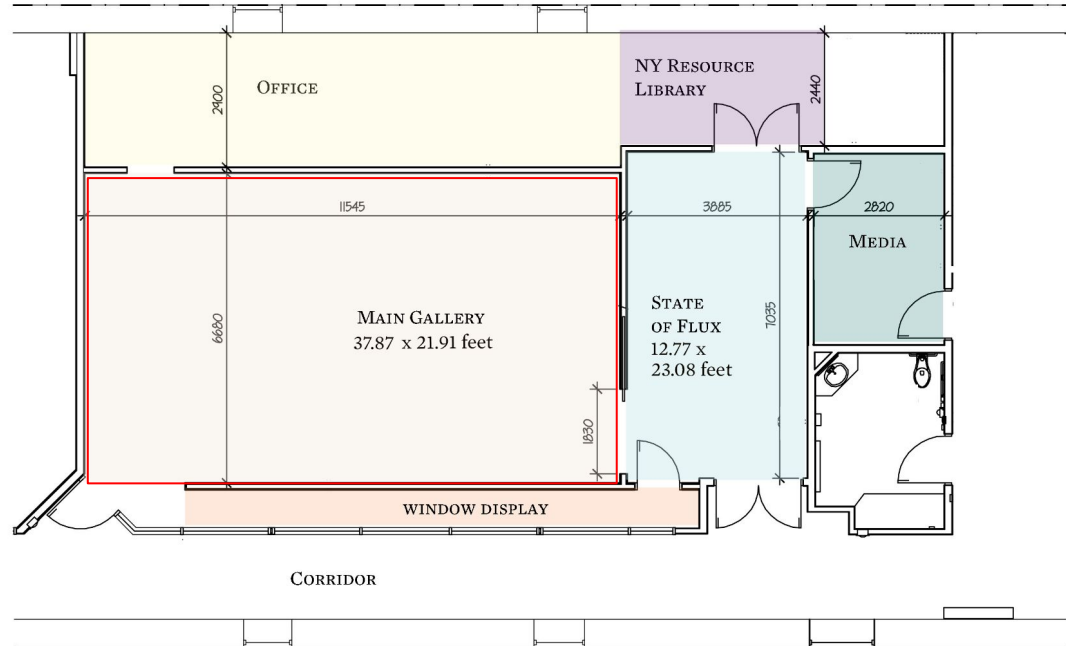 OFFICE
NY RESOURCE
LIBRARY
2900
2440
11545
3885
2820
MEDIA
6680
MAIN GALLERY
37.87 x 21.91 feet
STATE
OF FLUX
12.77 x
23.08 feet
7035
1830
WINDOW DISPLAY
CORRIDOR